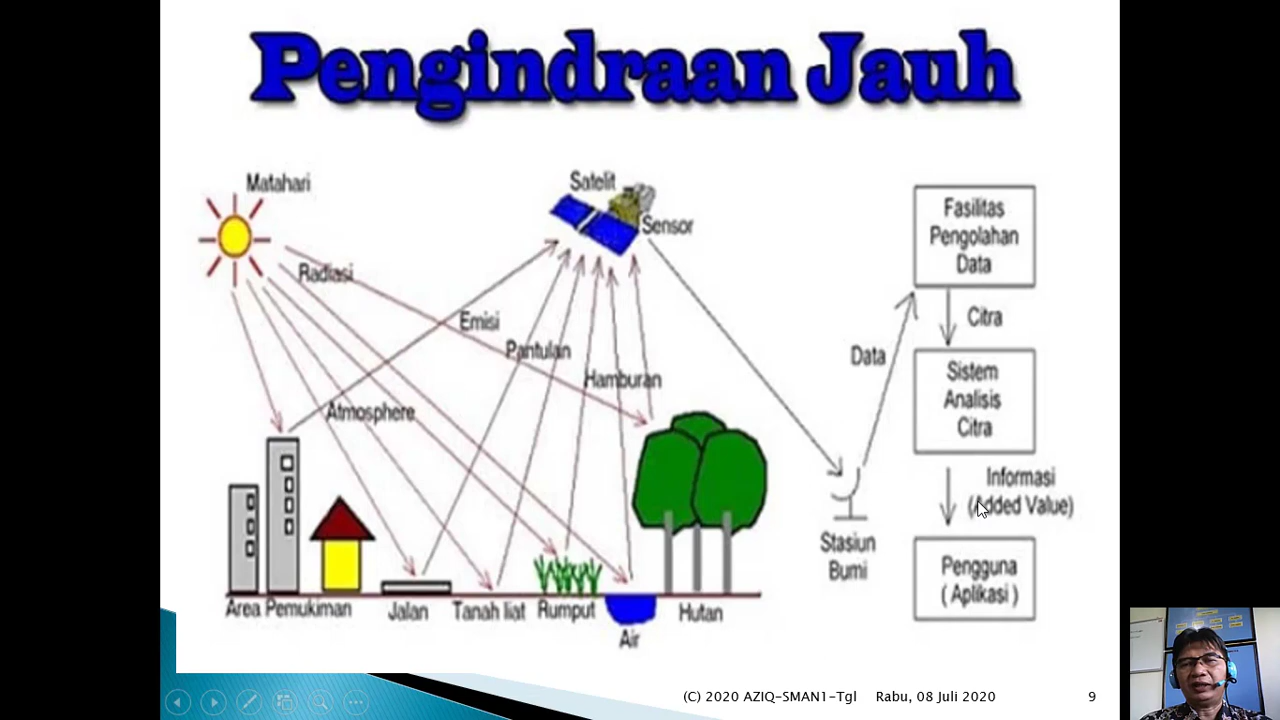 Pengindraan Jauh
Matahari
Satelit
Sensor
Radiasi
Emisi
Pantulan
Hamburan
Atmosphere
Area Pemukiman
Jalan
Tanah liat
Rumput
Air
Hutan
Data
Stasiun
Bumi
Fasilitas
Pengolahan
Data
Citra
Sistem
Analisis
Citra
Informasi
(Added Value)
Pengguna
( Aplikasi )
(C) 2020 AZIQ-SMAN1-Tgl Rabu, 08 Juli 2020 9